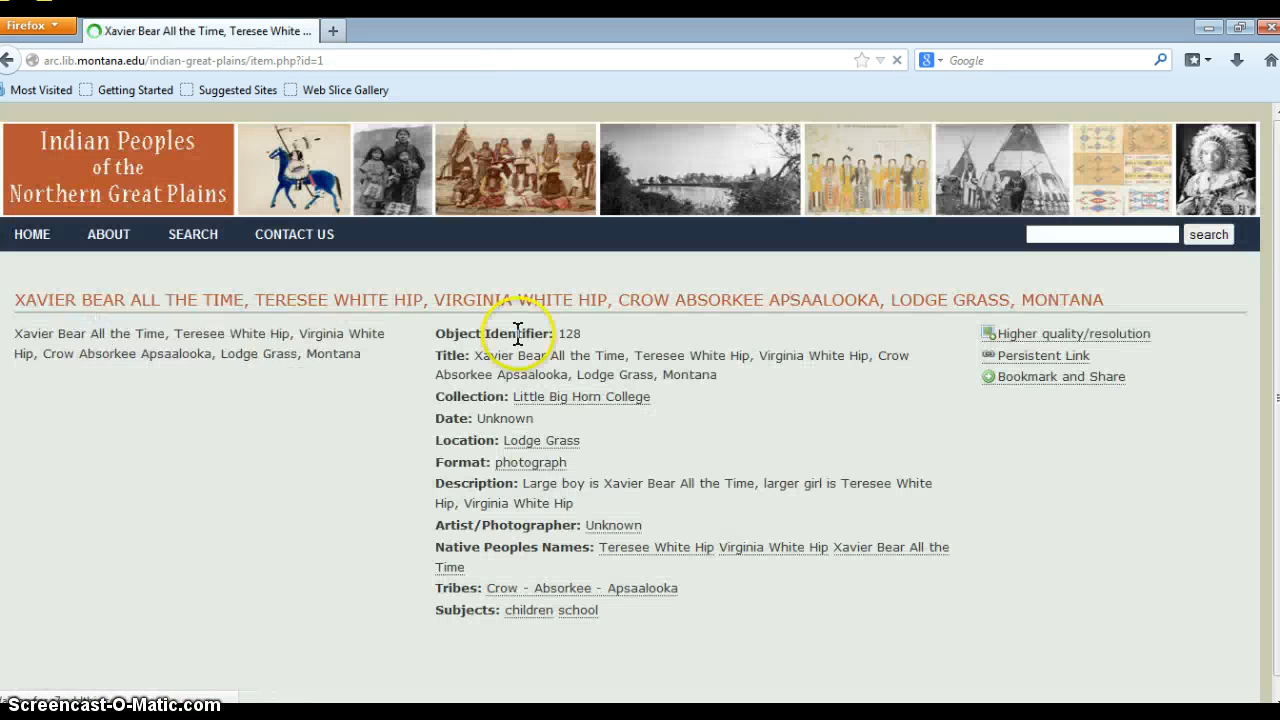 Firefox
Xavier Bear All the Time, Teresee White ...
arc.lib.montana.edu/indian-great-plains/item.php?id=1
Google
Most Visited Getting Started Suggested Sites Web Slice Gallery
Indian Peoples
of the
Northern Great Plains
HOME ABOUT SEARCH CONTACT US
search
XAVIER BEAR ALL THE TIME, TERESEE WHITE HIP, VIRGINIA WHITE HIP, CROW ABSORKEE APSAALOOKA, LODGE GRASS, MONTANA
Xavier Bear All the Time, Teresee White Hip, Virginia White
Hip, Crow Absorkee Apsaalooka, Lodge Grass, Montana
Object Identifier: 128
Title: Xavier Bear All the Time, Teresee White Hip, Virginia White Hip, Crow
Absorkee Apsaalooka, Lodge Grass, Montana
Collection: Little Big Horn College
Date: Unknown
Location: Lodge Grass
Format: photograph
Description: Large boy is Xavier Bear All the Time, larger girl is Teresee White
Hip, Virginia White Hip
Artist/Photographer: Unknown
Native Peoples Names: Teresee White Hip Virginia White Hip Xavier Bear All the
Time
Tribes: Crow - Absorkee - Apsaalooka
Subjects: children school
Higher quality/resolution
Persistent Link
Bookmark and Share
Screencast-O-Matic.com